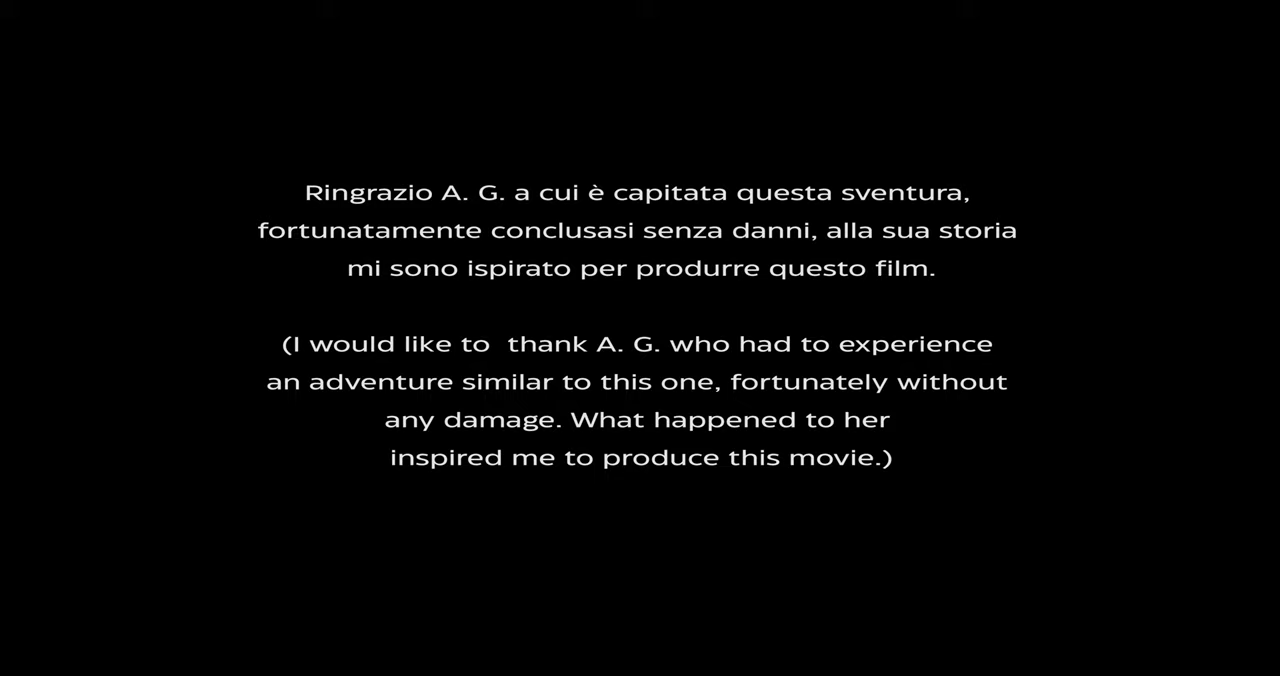 Ringrazio A. G. a cui è capitata questa sventura,
fortunatamente conclusasi senza danni, alla sua storia
mi sono ispirato per produrre questo film.
(I would like to  thank A. G. who had to experience
an adventure similar to this one, fortunately without
any damage. What happened to her
inspired me to produce this movie.)